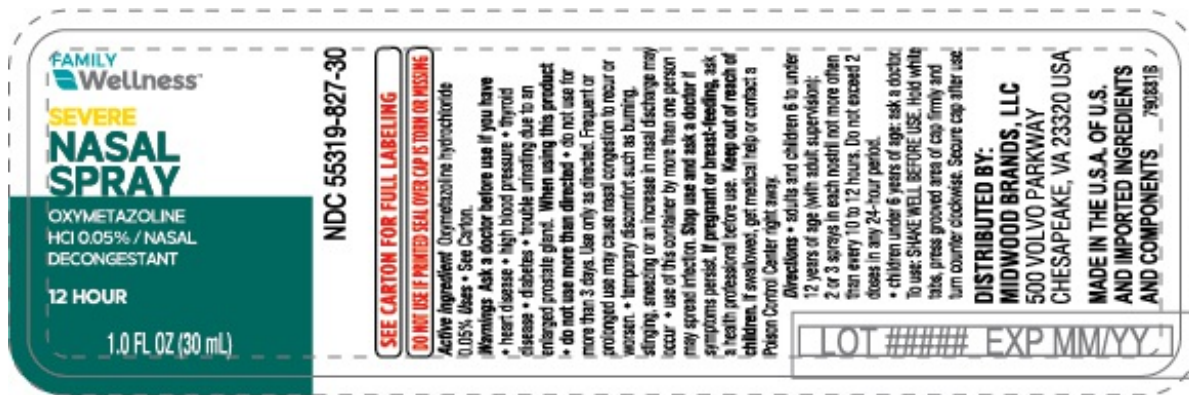 FAMILY
Wellness™
SEVERE
NASAL
SPRAY
OXYMETAZOLINE
HCl 0.05% / NASAL
DECONGESTANT
12 HOUR
1.0 FL OZ (30 mL)
NDC 55319-827-30
SEE CARTON FOR FULL LABELING
DO NOT USE IF PRINTED SEAL OVER CAP IS TORN OR MISSING
Active ingredient Oxymetazoline hydrochloride
0.05% Uses • See Carton.
Warnings Ask a doctor before use if you have
• heart disease • high blood pressure • thyroid
disease • diabetes • trouble urinating due to an
enlarged prostate gland. When using this product
• do not use more than directed • do not use for
more than 3 days. Use only as directed. Frequent or
prolonged use may cause nasal congestion to recur or
worsen. • temporary discomfort such as burning,
stinging, sneezing or an increase in nasal discharge may
occur • use of this container by more than one person
may spread infection. Stop use and ask a doctor if
symptoms persist. If pregnant or breast-feeding, ask
a health professional before use. Keep out of reach of
children. If swallowed, get medical help or contact a
Poison Control Center right away.
Directions • adults and children 6 to under
12 years of age (with adult supervision):
2 or 3 sprays in each nostril not more often
than every 10 to 12 hours. Do not exceed 2
doses in any 24-hour period.
• children under 6 years of age: ask a doctor.
To use: SHAKE WELL BEFORE USE. Hold white
tabs, press grooved area of cap firmly and
turn counter clockwise. Secure cap after use.
DISTRIBUTED BY:
MIDWOOD BRANDS, LLC
500 VOLVO PARKWAY
CHESAPEAKE, VA 23320 USA
MADE IN THE U.S.A. OF U.S.
AND IMPORTED INGREDIENTS
AND COMPONENTS 790881B
LOT ##### EXP MM/YY